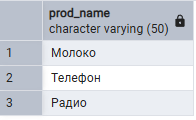 prod_name
character varying (50)
1 Молоко
2 Телефон
3 Радио